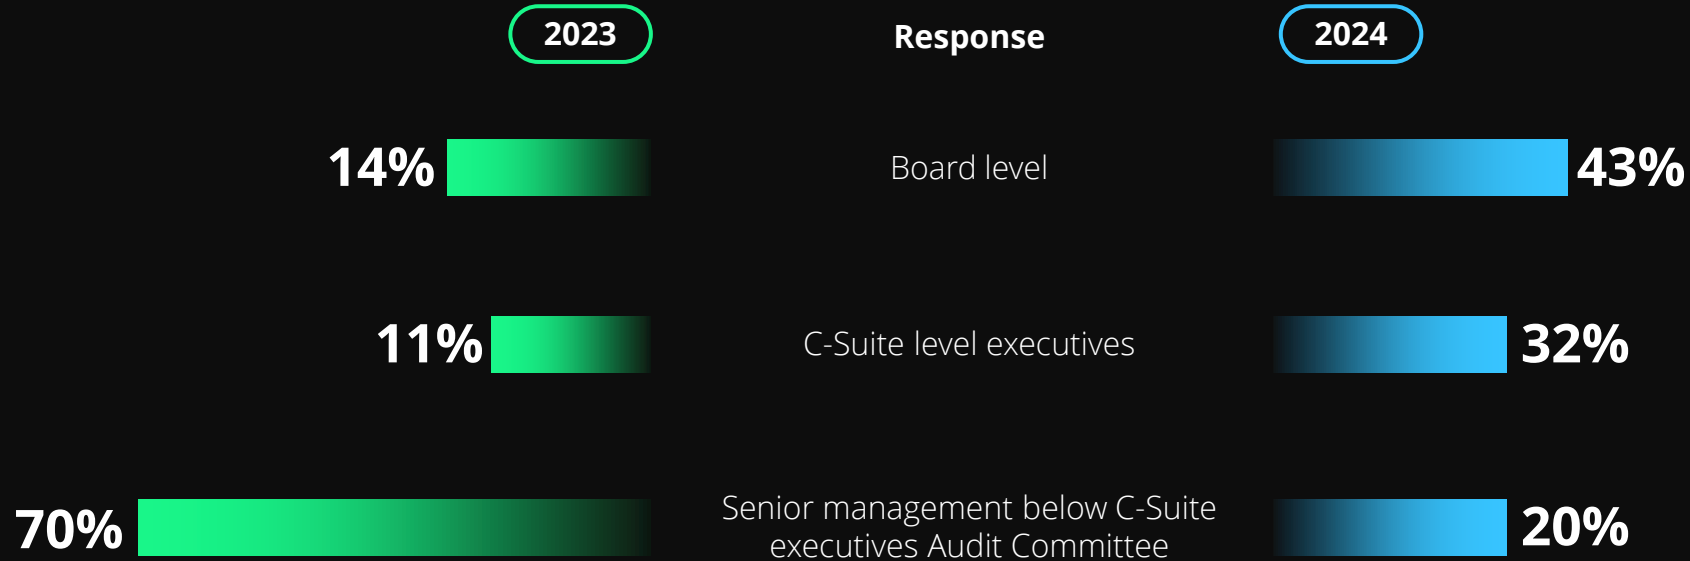 2023 Response 2024
14% Board level 43%
11% C-Suite level executives 32%
70% Senior management below C-Suite 20%
executives Audit Committee